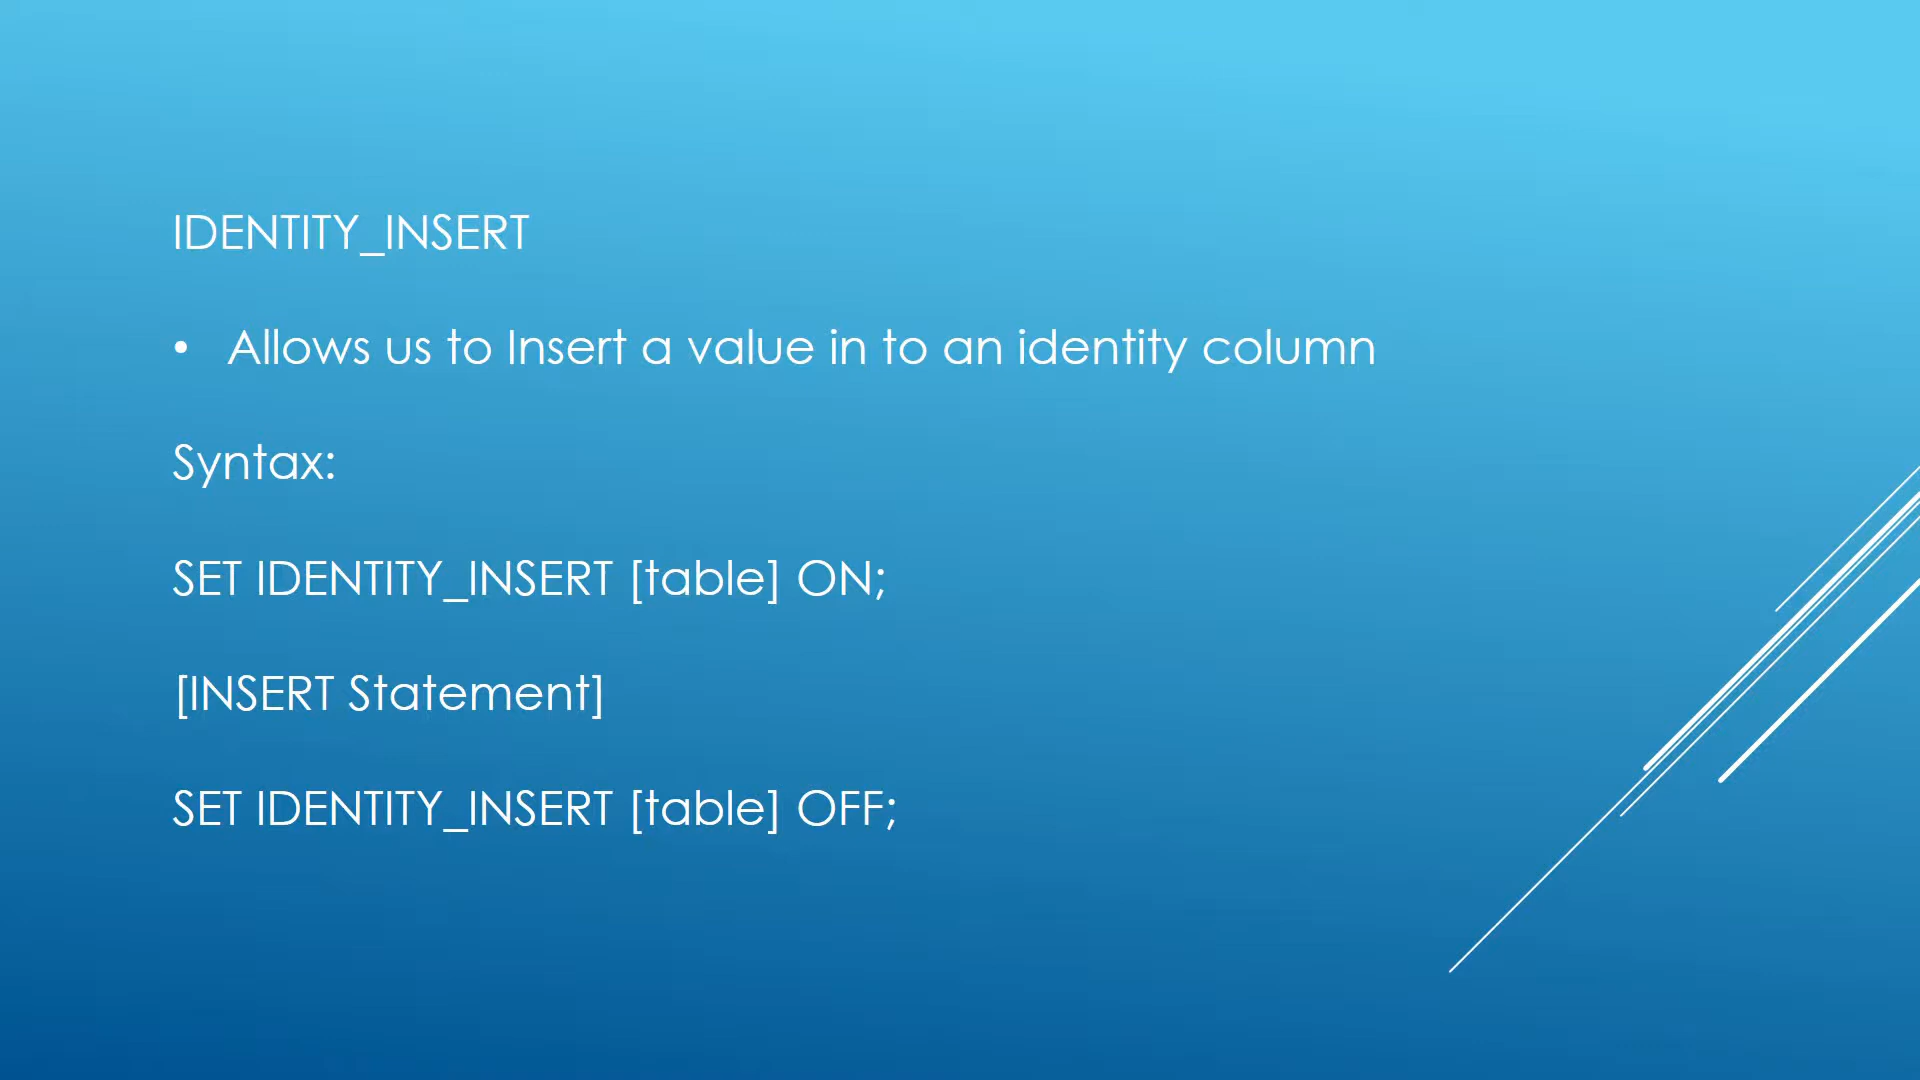 IDENTITY_INSERT
• Allows us to Insert a value in to an identity column
Syntax:
SET IDENTITY_INSERT [table] ON;
[INSERT Statement]
SET IDENTITY_INSERT [table] OFF;